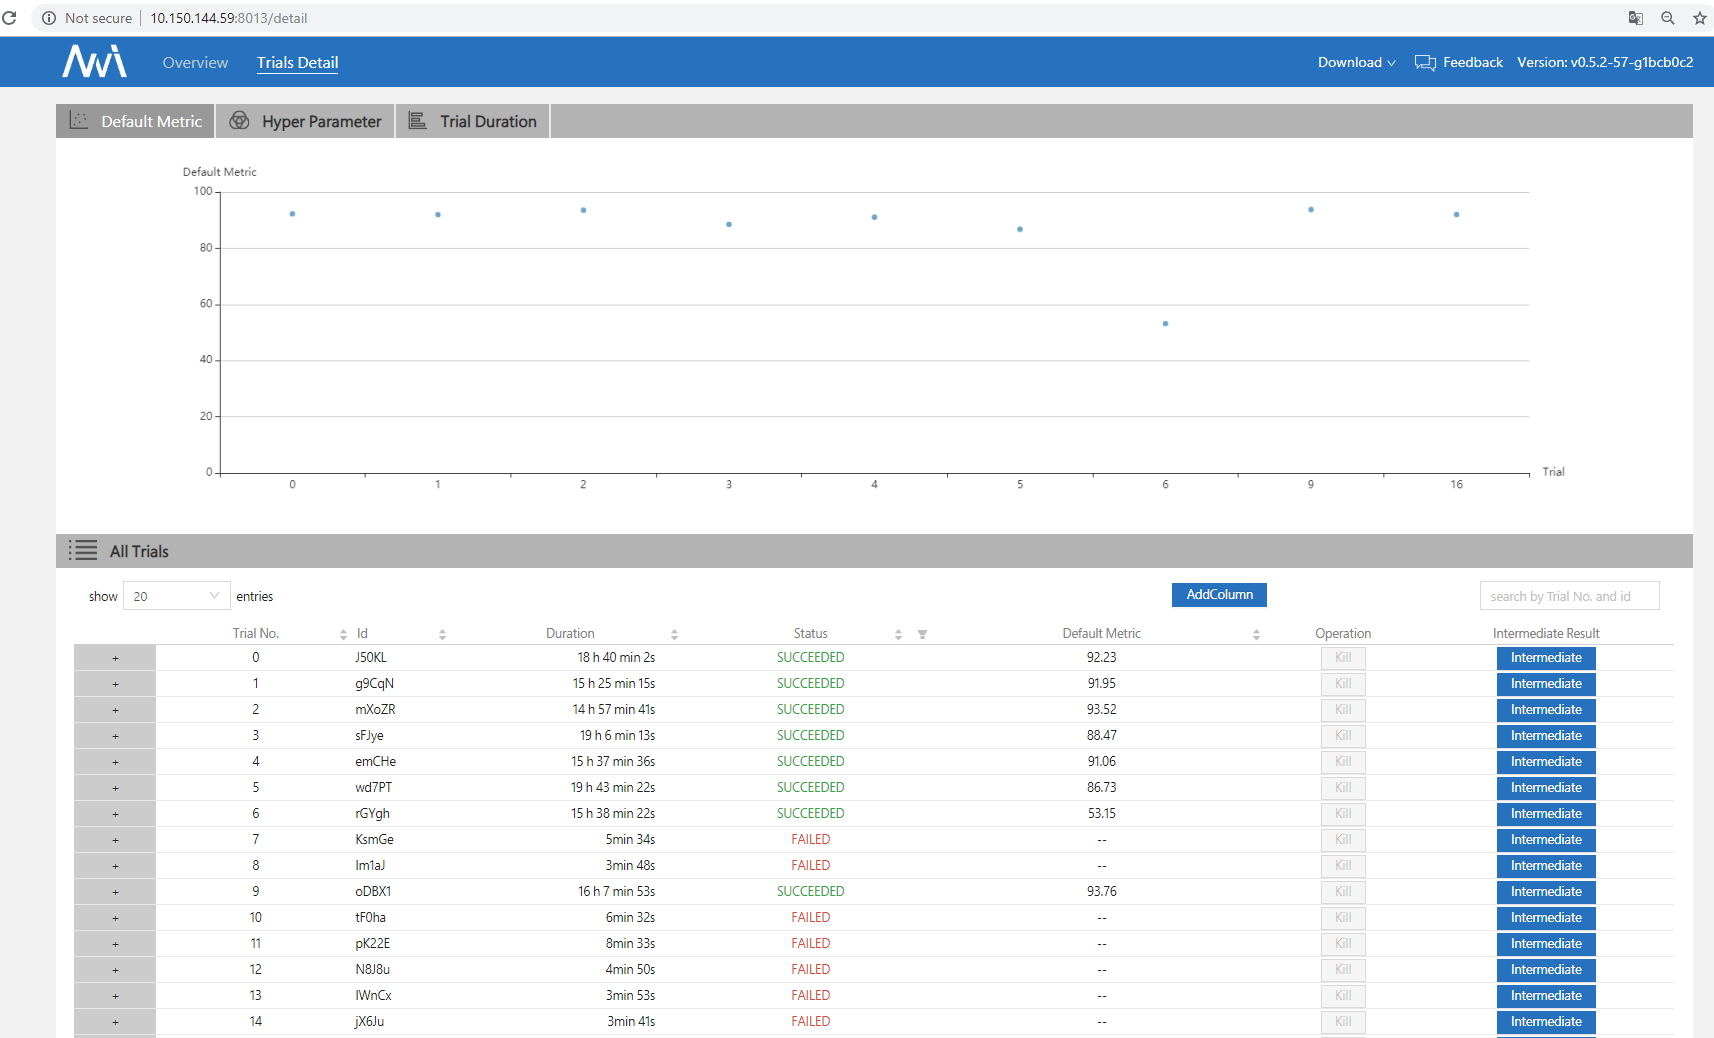 Not secure 10.150.144.59:8013/detail
Overview Trials Detail Download Feedback Version: v0.5.2-57-g1bcb0c2
Default Metric Hyper Parameter Trial Duration
Default Metric
100
80
60
40
20
0
Trial
0 1 2 3 4 5 6 9 16
All Trials
show 20 entries AddColumn search by Trial No. and id
Trial No. Id Duration Status Default Metric Operation Intermediate Result
+ 0 J50KL 18 h 40 min 2s SUCCEEDED 92.23 Kill Intermediate
+ 1 g9CqN 15 h 25 min 15s SUCCEEDED 91.95 Kill Intermediate
+ 2 mXoZR 14 h 57 min 41s SUCCEEDED 93.52 Kill Intermediate
+ 3 sFJye 19 h 6 min 13s SUCCEEDED 88.47 Kill Intermediate
+ 4 emCHe 15 h 37 min 36s SUCCEEDED 91.06 Kill Intermediate
+ 5 wd7PT 19 h 43 min 22s SUCCEEDED 86.73 Kill Intermediate
+ 6 rGYgh 15 h 38 min 22s SUCCEEDED 53.15 Kill Intermediate
+ 7 KsmGe 5min 34s FAILED -- Kill Intermediate
+ 8 Im1aJ 3min 48s FAILED -- Kill Intermediate
+ 9 oDBX1 16 h 7 min 53s SUCCEEDED 93.76 Kill Intermediate
+ 10 tF0ha 6min 32s FAILED -- Kill Intermediate
+ 11 pK22E 8min 33s FAILED -- Kill Intermediate
+ 12 N8J8u 4min 50s FAILED -- Kill Intermediate
+ 13 IWnCx 3min 53s FAILED -- Kill Intermediate
+ 14 jX6Ju 3min 41s FAILED -- Kill Intermediate